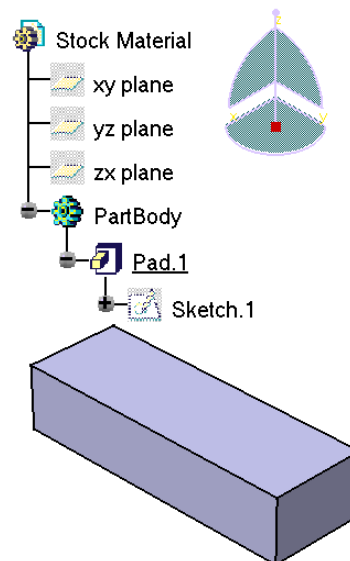 Stock Material
z
xy plane
x
y
yz plane
zx plane
PartBody
Pad.1
Sketch.1